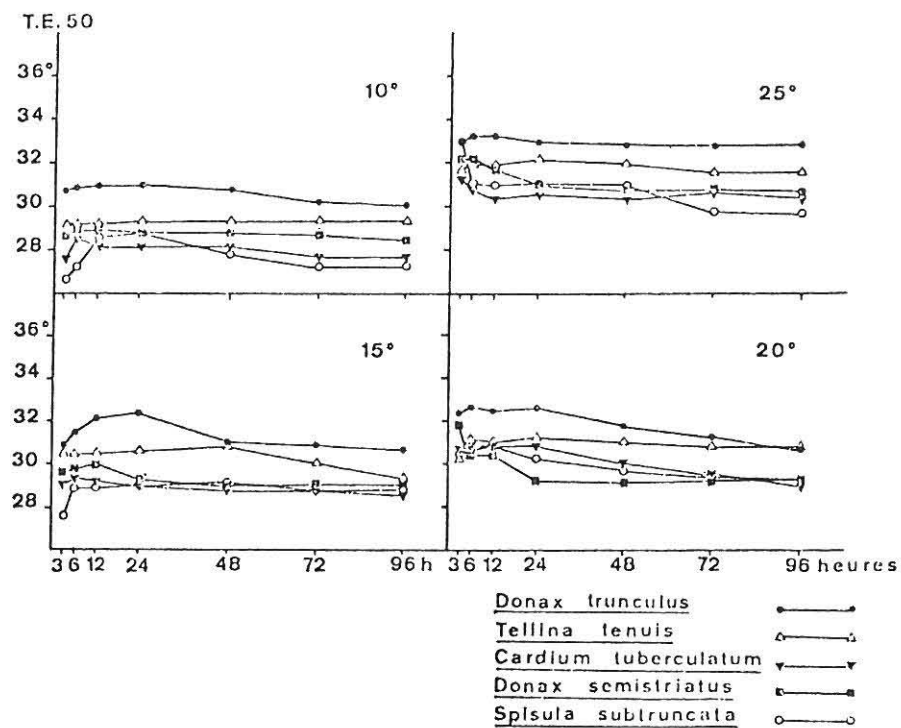 T.E.50
36°
34
32
30
28
10°
25°
36°
34
32
30
28
15°
20°
3 6 12 24 48 72 96 h
3 6 12 24 48 72 96 heures
Donax trunculus
Tellina tenuis
Cardium tuberculatum
Donax semistriatus
Spisula subtruncata